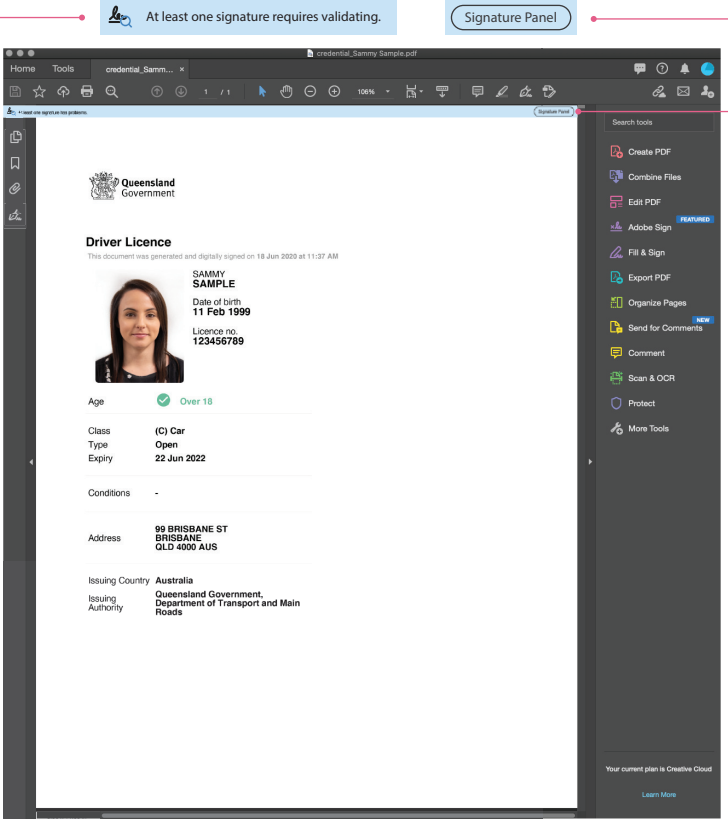 At least one signature requires validating.
Signature Panel
credential_Sammy Sample.pdf
Home Tools credential_Samm... ×
1 / 1 106%
At least one signature has problems.
Signature Panel
Search tools
Create PDF
Combine Files
Edit PDF
FEATURED
Adobe Sign
Fill & Sign
Export PDF
Organize Pages
NEW
Send for Comments
Comment
Scan & OCR
Protect
More Tools
Your current plan is Creative Cloud
Learn More
Queensland
Government
Driver Licence
This document was generated and digitally signed on 18 Jun 2020 at 11:37 AM
SAMMY
SAMPLE
Date of birth
11 Feb 1999
Licence no.
123456789
Age Over 18
Class (C) Car
Type Open
Expiry 22 Jun 2022
Conditions -
Address
99 BRISBANE ST
BRISBANE
QLD 4000 AUS
Issuing Country Australia
Issuing
Authority
Queensland Government,
Department of Transport and Main
Roads